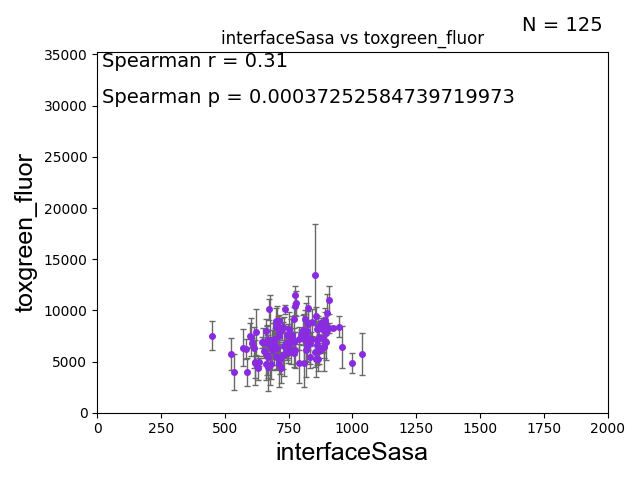 N = 125
interfaceSasa vs toxgreen_fluor
Spearman r = 0.31
Spearman p = 0.00037252584739719973
toxgreen_fluor
35000
30000
25000
20000
15000
10000
5000
0
0 250 500 750 1000 1250 1500 1750 2000
interfaceSasa